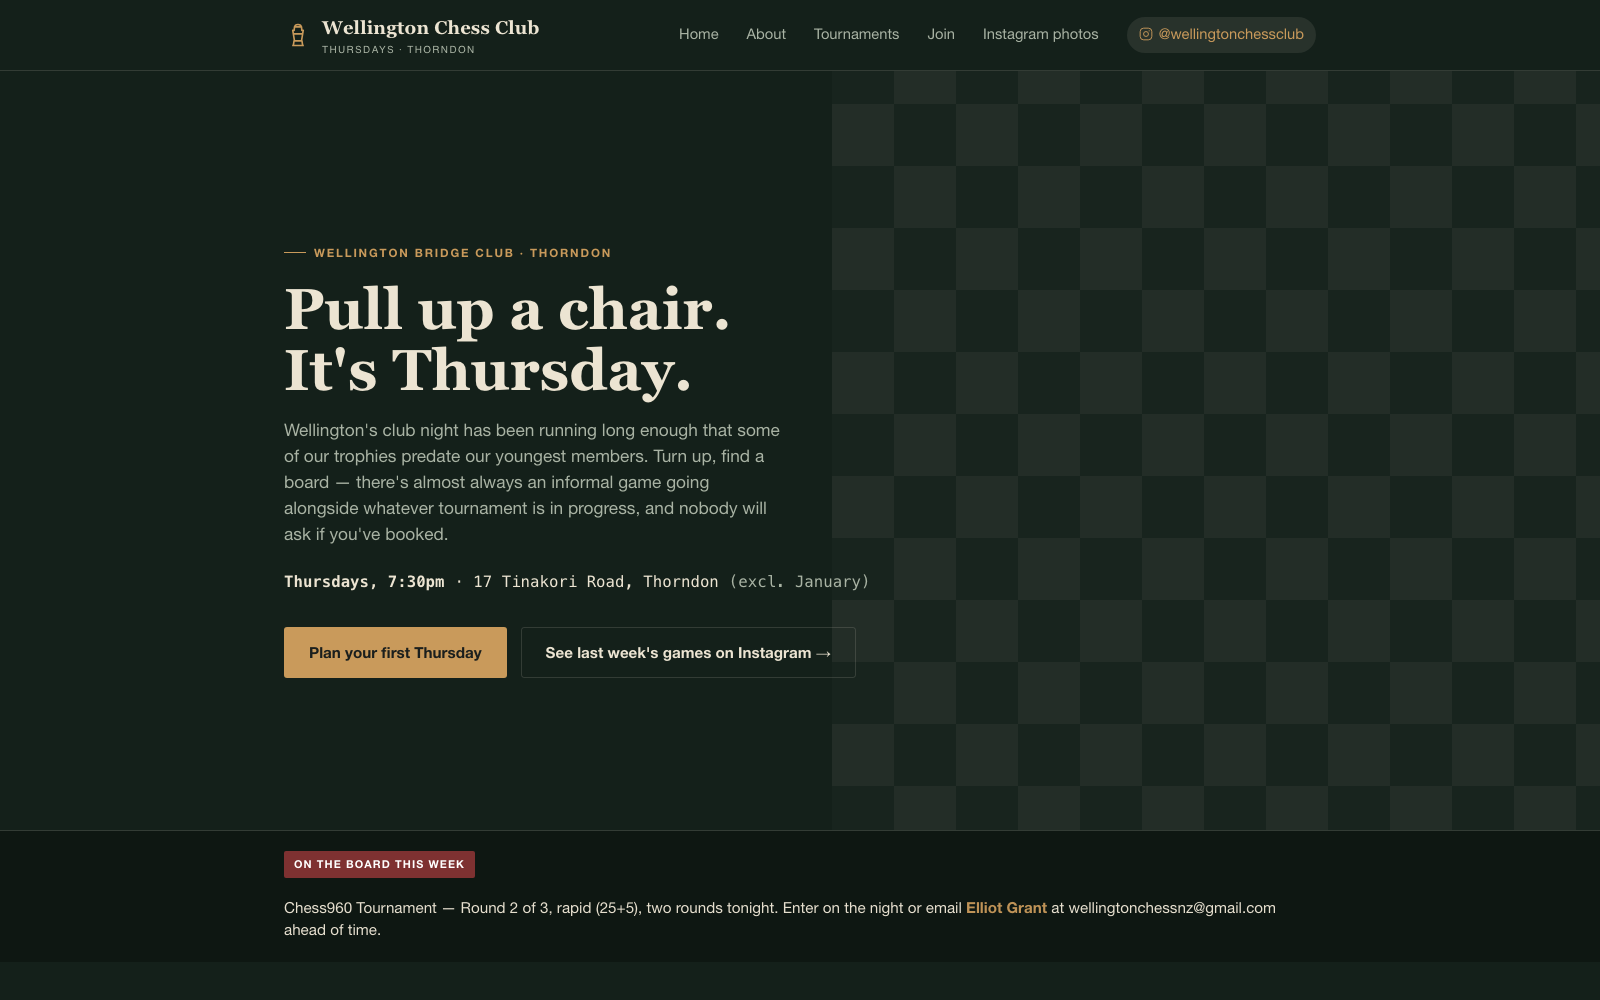 Wellington Chess Club
THURSDAYS · THORNDON
Home
About
Tournaments
Join
Instagram photos
@wellingtonchessclub
WELLINGTON BRIDGE CLUB · THORNDON
Pull up a chair.
It's Thursday.
Wellington's club night has been running long enough that some
of our trophies predate our youngest members. Turn up, find a
board — there's almost always an informal game going
alongside whatever tournament is in progress, and nobody will
ask if you've booked.
Thursdays, 7:30pm · 17 Tinakori Road, Thorndon (excl. January)
Plan your first Thursday
See last week's games on Instagram →
ON THE BOARD THIS WEEK
Chess960 Tournament — Round 2 of 3, rapid (25+5), two rounds tonight. Enter on the night or email Elliot Grant at wellingtonchessnz@gmail.com
ahead of time.